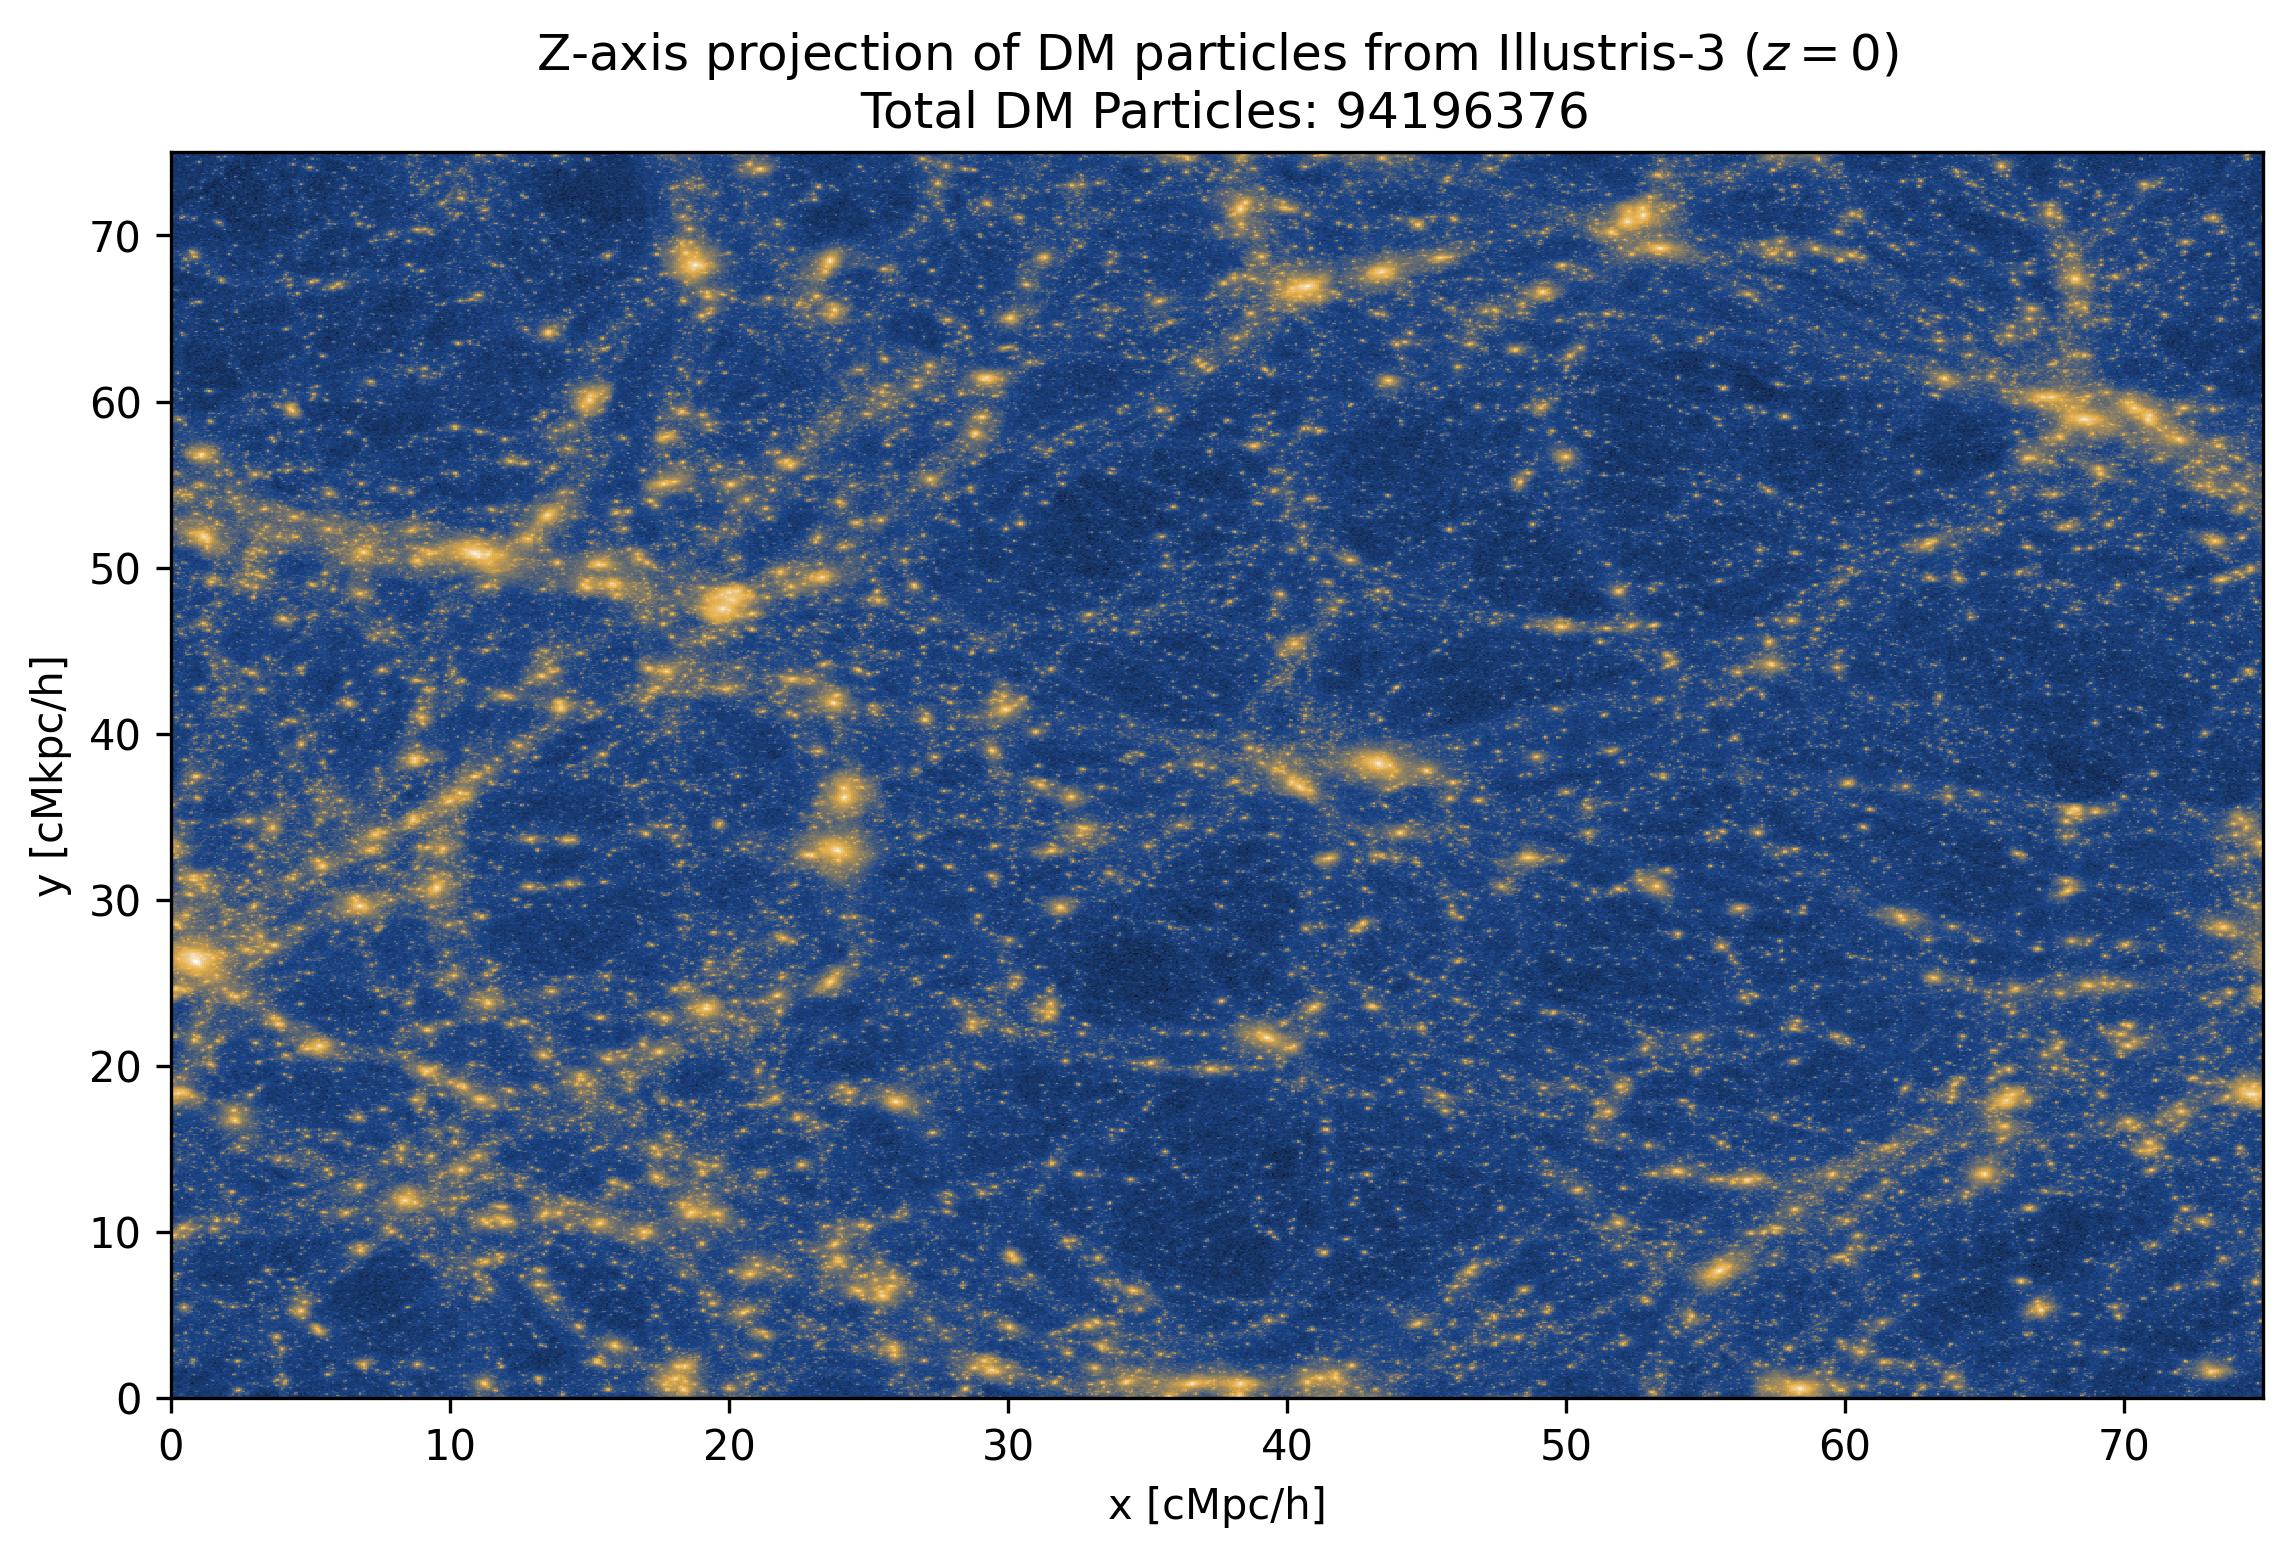 Z-axis projection of DM particles from Illustris-3 (z = 0)
Total DM Particles: 94196376
y [cMkpc/h]
70
60
50
40
30
20
10
0
0 10 20 30 40 50 60 70
x [cMpc/h]